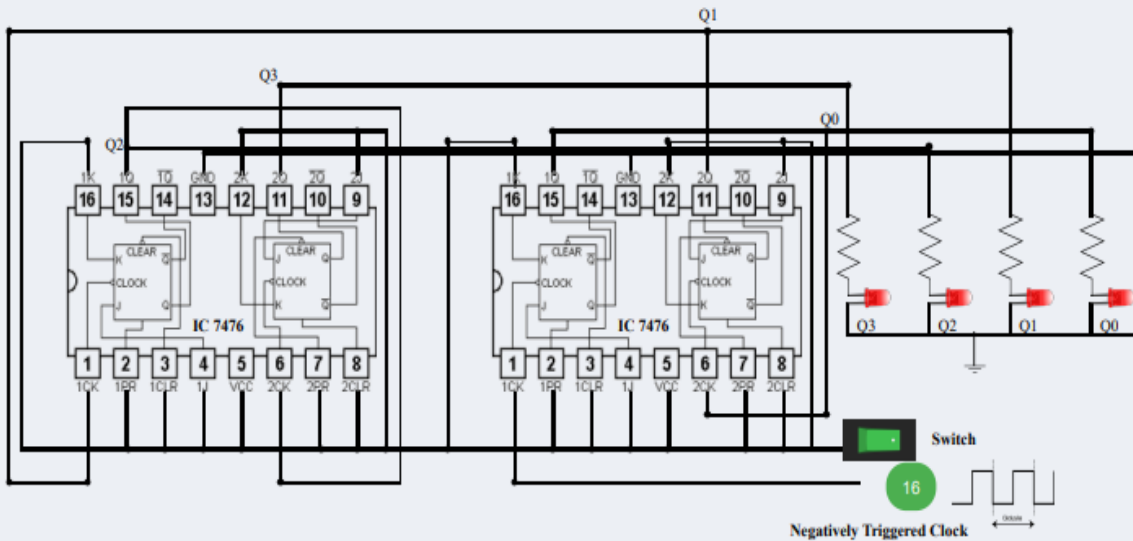 Q1
Q3
Q0
Q2
1K 1Q 1Q GND 2K 2Q 2Q 2J
16 15 14 13 12 11 10 9
CLEAR CLEAR
K Q J Q
CLOCK CLOCK
J Q K Q
IC 7476
1 2 3 4 5 6 7 8
1CK 1PR 1CLR 1J VCC 2CK 2PR 2CLR
1K 1Q 1Q GND 2K 2Q 2Q 2J
16 15 14 13 12 11 10 9
CLEAR CLEAR
K Q J Q
CLOCK CLOCK
J Q K Q
IC 7476
1 2 3 4 5 6 7 8
1CK 1PR 1CLR 1J VCC 2CK 2PR 2CLR
Q3 Q2 Q1 Q0
Switch
16
Negatively Triggered Clock